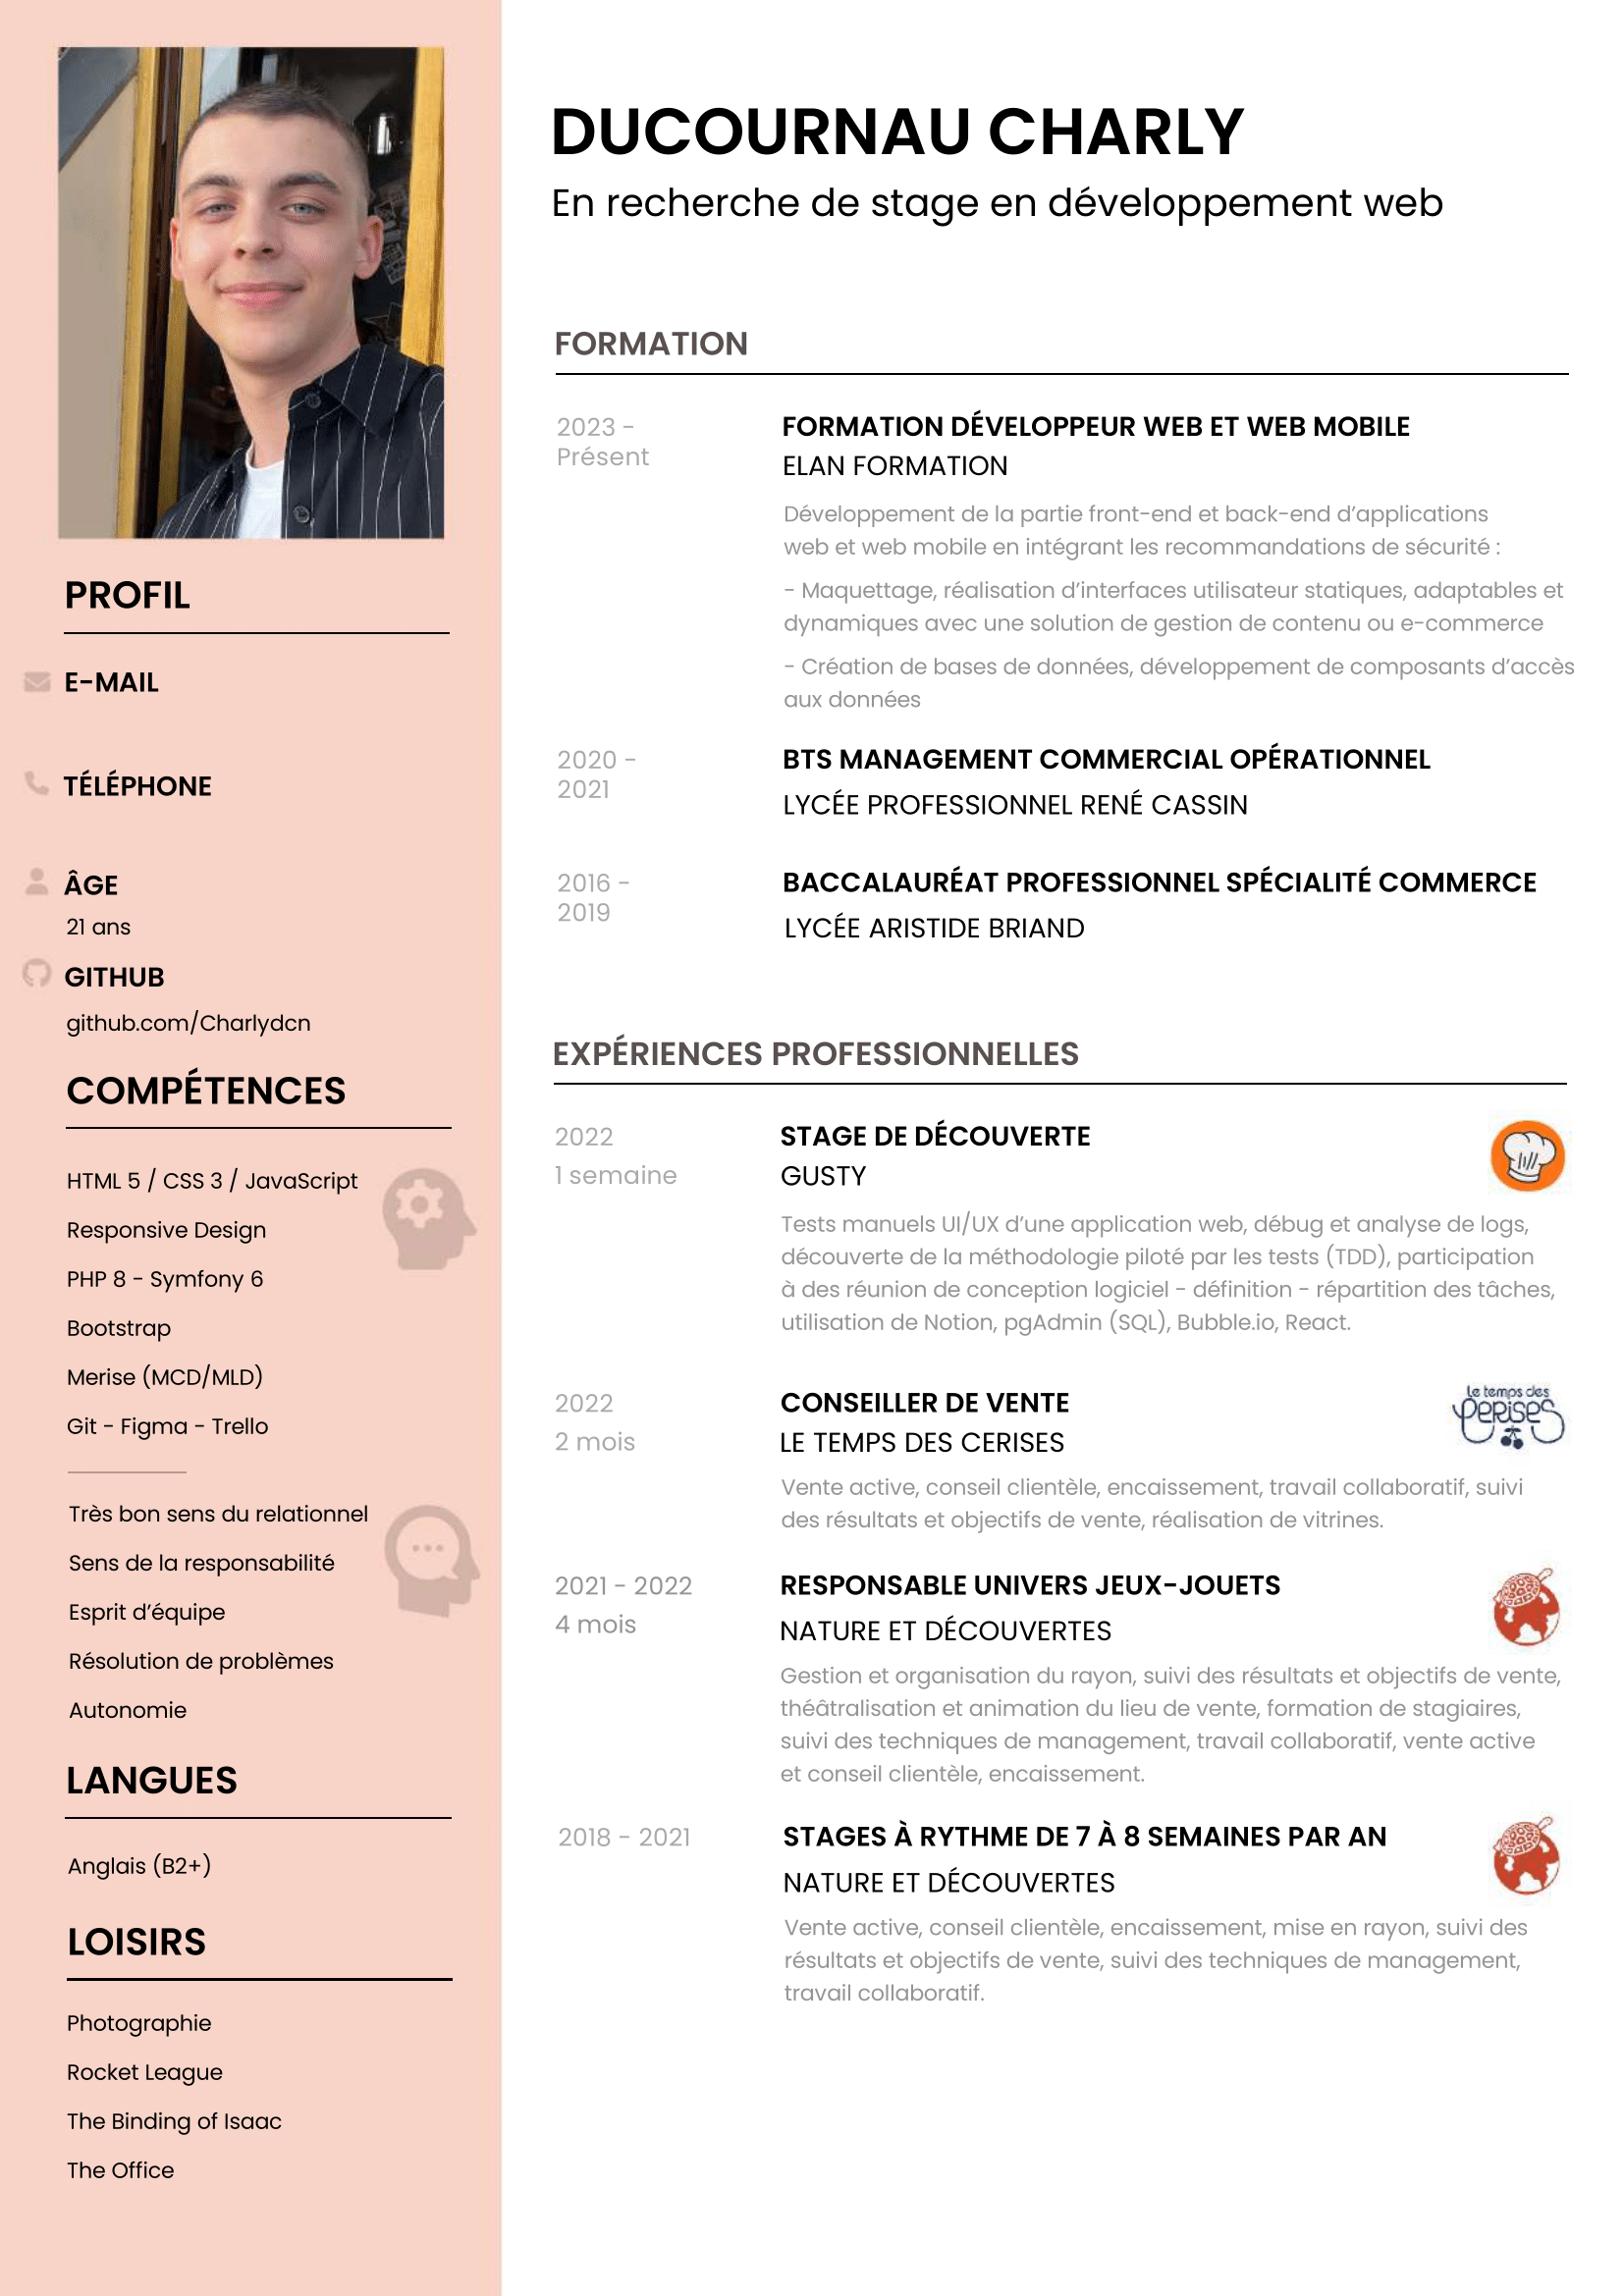 DUCOURNAU CHARLY
En recherche de stage en développement web
PROFIL
E-MAIL
TÉLÉPHONE
ÂGE
21 ans
GITHUB
github.com/Charlydcn
COMPÉTENCES
HTML 5 / CSS 3 / JavaScript
Responsive Design
PHP 8 - Symfony 6
Bootstrap
Merise (MCD/MLD)
Git - Figma - Trello
Très bon sens du relationnel
Sens de la responsabilité
Esprit d’équipe
Résolution de problèmes
Autonomie
LANGUES
Anglais (B2+)
LOISIRS
Photographie
Rocket League
The Binding of Isaac
The Office
FORMATION
2023 -
Présent
FORMATION DÉVELOPPEUR WEB ET WEB MOBILE
ELAN FORMATION
Développement de la partie front-end et back-end d’applications
web et web mobile en intégrant les recommandations de sécurité :
- Maquettage, réalisation d’interfaces utilisateur statiques, adaptables et
dynamiques avec une solution de gestion de contenu ou e-commerce
- Création de bases de données, développement de composants d’accès
aux données
2020 -
2021
BTS MANAGEMENT COMMERCIAL OPÉRATIONNEL
LYCÉE PROFESSIONNEL RENÉ CASSIN
2016 -
2019
BACCALAURÉAT PROFESSIONNEL SPÉCIALITÉ COMMERCE
LYCÉE ARISTIDE BRIAND
EXPÉRIENCES PROFESSIONNELLES
2022
1 semaine
STAGE DE DÉCOUVERTE
GUSTY
Tests manuels UI/UX d’une application web, débug et analyse de logs,
découverte de la méthodologie piloté par les tests (TDD), participation
à des réunion de conception logiciel - définition - répartition des tâches,
utilisation de Notion, pgAdmin (SQL), Bubble.io, React.
2022
2 mois
CONSEILLER DE VENTE
LE TEMPS DES CERISES
Le temps des
cerises
Vente active, conseil clientèle, encaissement, travail collaboratif, suivi
des résultats et objectifs de vente, réalisation de vitrines.
2021 - 2022
4 mois
RESPONSABLE UNIVERS JEUX-JOUETS
NATURE ET DÉCOUVERTES
Gestion et organisation du rayon, suivi des résultats et objectifs de vente,
théâtralisation et animation du lieu de vente, formation de stagiaires,
suivi des techniques de management, travail collaboratif, vente active
et conseil clientèle, encaissement.
2018 - 2021
STAGES À RYTHME DE 7 À 8 SEMAINES PAR AN
NATURE ET DÉCOUVERTES
Vente active, conseil clientèle, encaissement, mise en rayon, suivi des
résultats et objectifs de vente, suivi des techniques de management,
travail collaboratif.